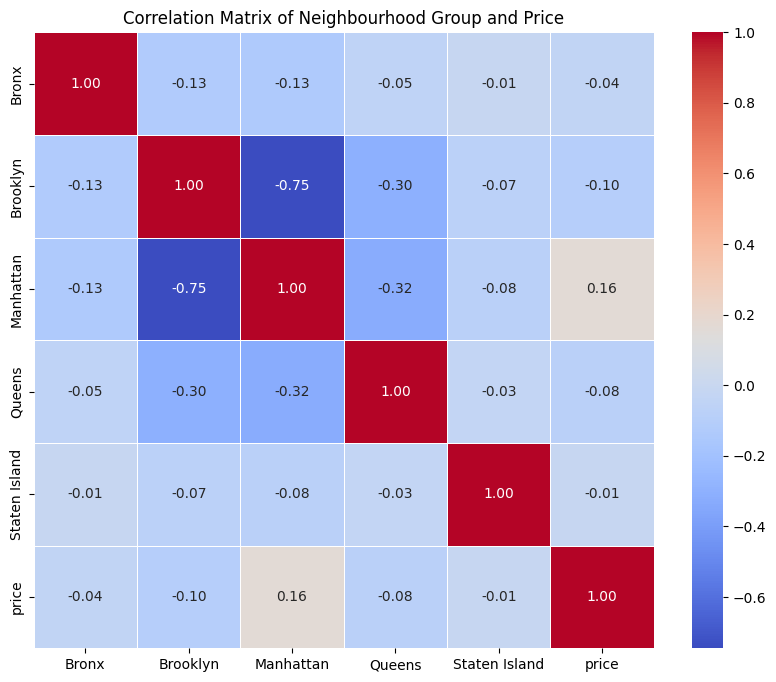 Correlation Matrix of Neighbourhood Group and Price
Bronx 1.00 -0.13 -0.13 -0.05 -0.01 -0.04
Brooklyn -0.13 1.00 -0.75 -0.30 -0.07 -0.10
Manhattan -0.13 -0.75 1.00 -0.32 -0.08 0.16
Queens -0.05 -0.30 -0.32 1.00 -0.03 -0.08
Staten Island -0.01 -0.07 -0.08 -0.03 1.00 -0.01
price -0.04 -0.10 0.16 -0.08 -0.01 1.00
Bronx Brooklyn Manhattan Queens Staten Island price
1.0
0.8
0.6
0.4
0.2
0.0
−0.2
−0.4
−0.6